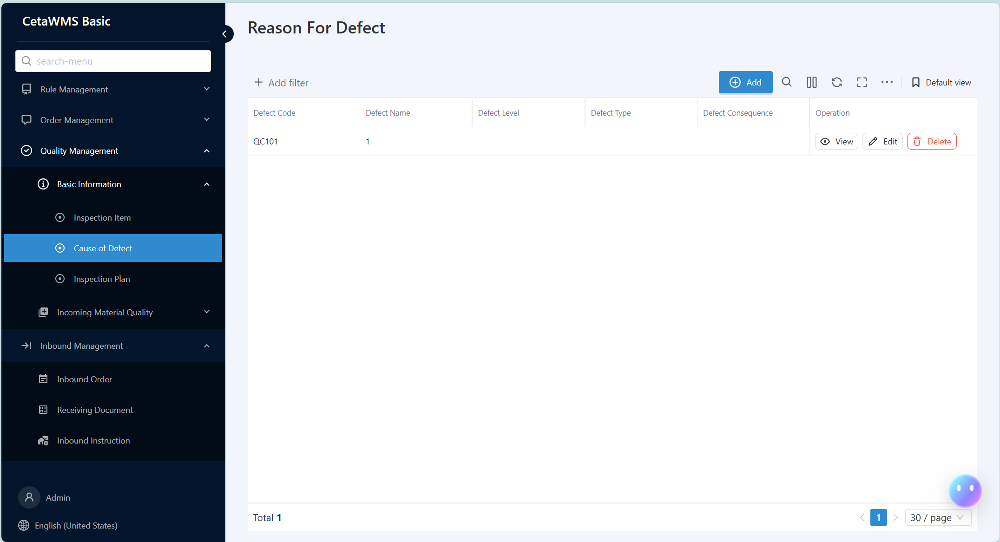 CetaWMS Basic
search-menu
Rule Management
Order Management
Quality Management
Basic Information
Inspection Item
Cause of Defect
Inspection Plan
Incoming Material Quality
Inbound Management
Inbound Order
Receiving Document
Inbound Instruction
Admin
English (United States)
Reason For Defect
Add filter
Add
Default view
Defect Code Defect Name Defect Level Defect Type Defect Consequence Operation
QC101 1 View Edit Delete
Total 1
1
30 / page